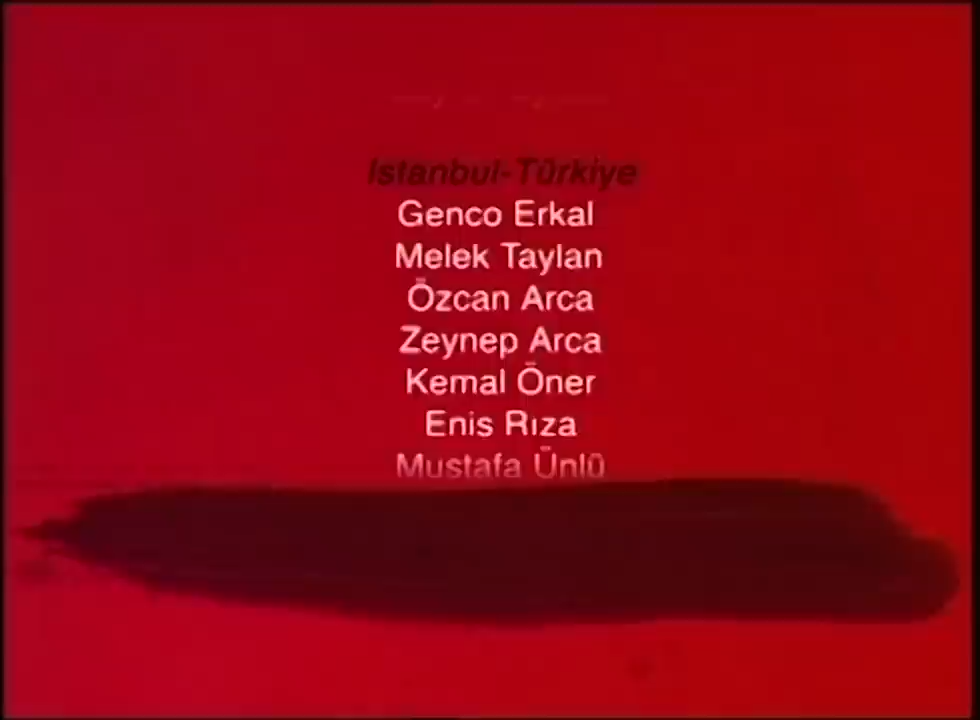 Istanbul-Türkiye
Genco Erkal
Melek Taylan
Özcan Arca
Zeynep Arca
Kemal Öner
Enis Rıza
Mustafa Ünlü